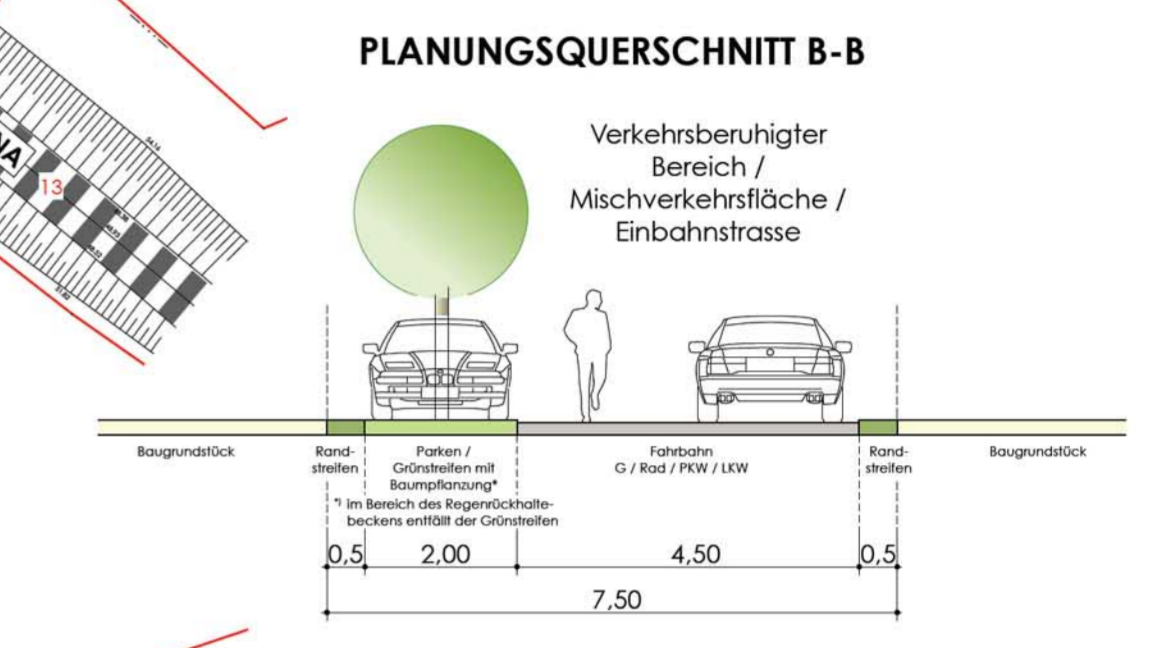 PLANUNGSQUERSCHNITT B-B
Verkehrsberuhigter
Bereich /
Mischverkehrsfläche /
Einbahnstrasse
NA
13
Baugrundstück
Rand-
streifen
Parken /
Grünstreifen mit
Baumpflanzung*
*) im Bereich des Regenrückhalte-
beckens entfällt der Grünstreifen
Fahrbahn
G / Rad / PKW / LKW
Rand-
streifen
Baugrundstück
0,5
2,00
4,50
0,5
7,50